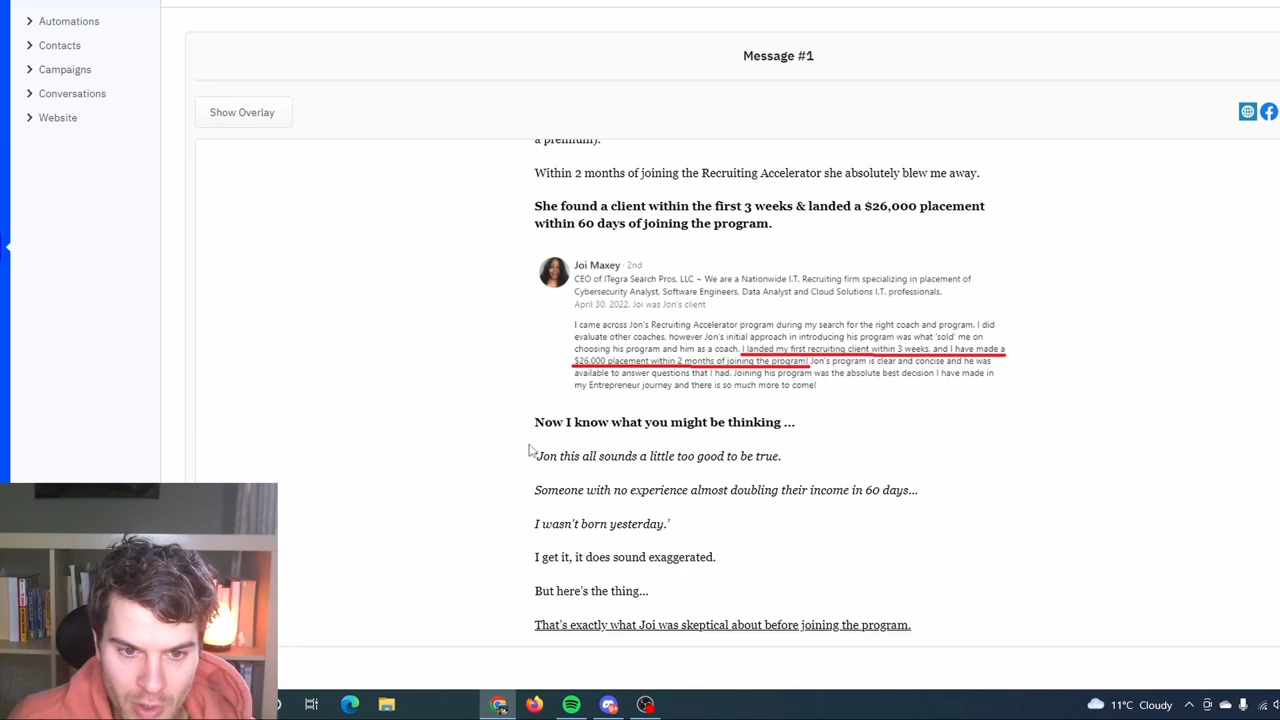 Automations
Contacts
Campaigns
Conversations
Website
Message #1
Show Overlay
a premium).
Within 2 months of joining the Recruiting Accelerator she absolutely blew me away.
She found a client within the first 3 weeks & landed a $26,000 placement
within 60 days of joining the program.
Joi Maxey · 2nd
CEO of ITegra Search Pros, LLC ~ We are a Nationwide I.T. Recruiting firm specializing in placement of
Cybersecurity Analyst, Software Engineers, Data Analyst and Cloud Solutions I.T. professionals.
April 30, 2022, Joi was Jon's client
I came across Jon's Recruiting Accelerator program during my search for the right coach and program. I did
evaluate other coaches, however Jon's initial approach in introducing his program was what 'sold' me on
choosing his program and him as a coach. I landed my first recruiting client within 3 weeks, and I have made a
$26,000 placement within 2 months of joining the program! Jon's program is clear and concise and he was
available to answer questions that I had. Joining his program was the absolute best decision I have made in
my Entrepreneur journey and there is so much more to come!
Now I know what you might be thinking ...
'Jon this all sounds a little too good to be true.
Someone with no experience almost doubling their income in 60 days...
I wasn't born yesterday.'
I get it, it does sound exaggerated.
But here's the thing...
That's exactly what Joi was skeptical about before joining the program.
11°C Cloudy